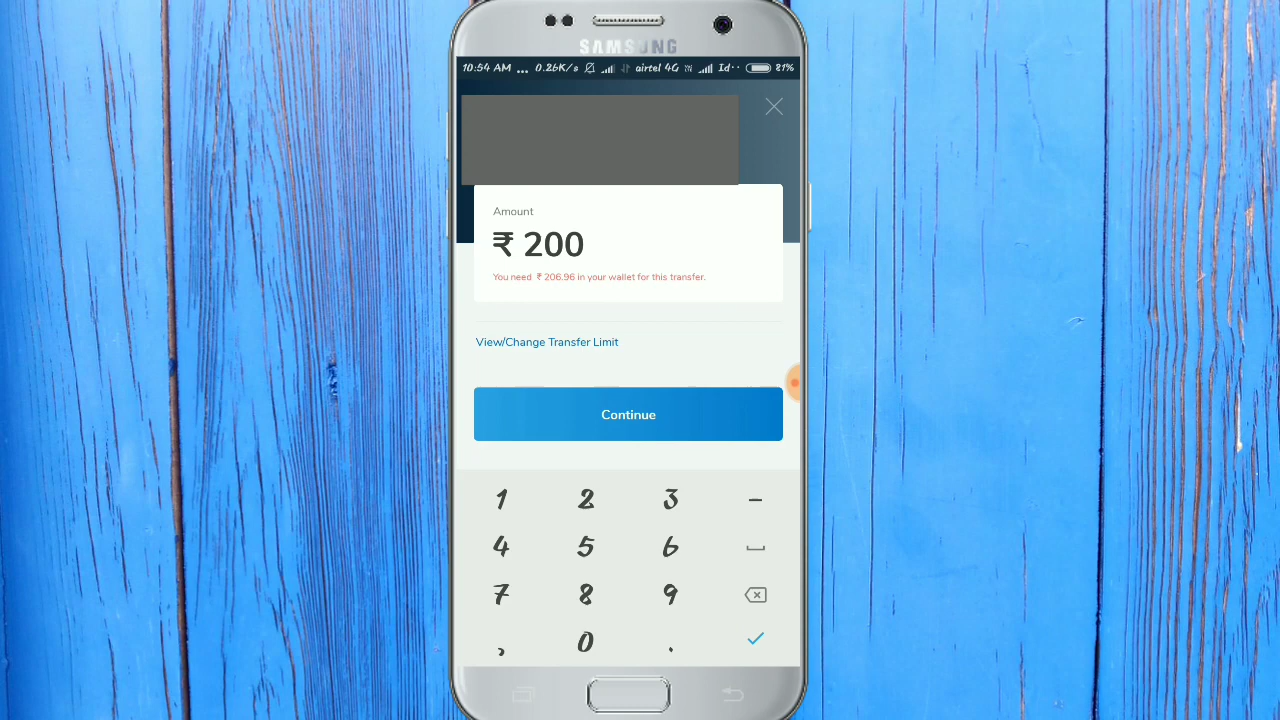 SAMSUNG
10:54 AM ... 0.26K/s airtel 4G Id·· 81%
Amount
₹ 200
You need ₹ 206.96 in your wallet for this transfer.
View/Change Transfer Limit
Continue
1 2 3 –
4 5 6
7 8 9
, 0 .